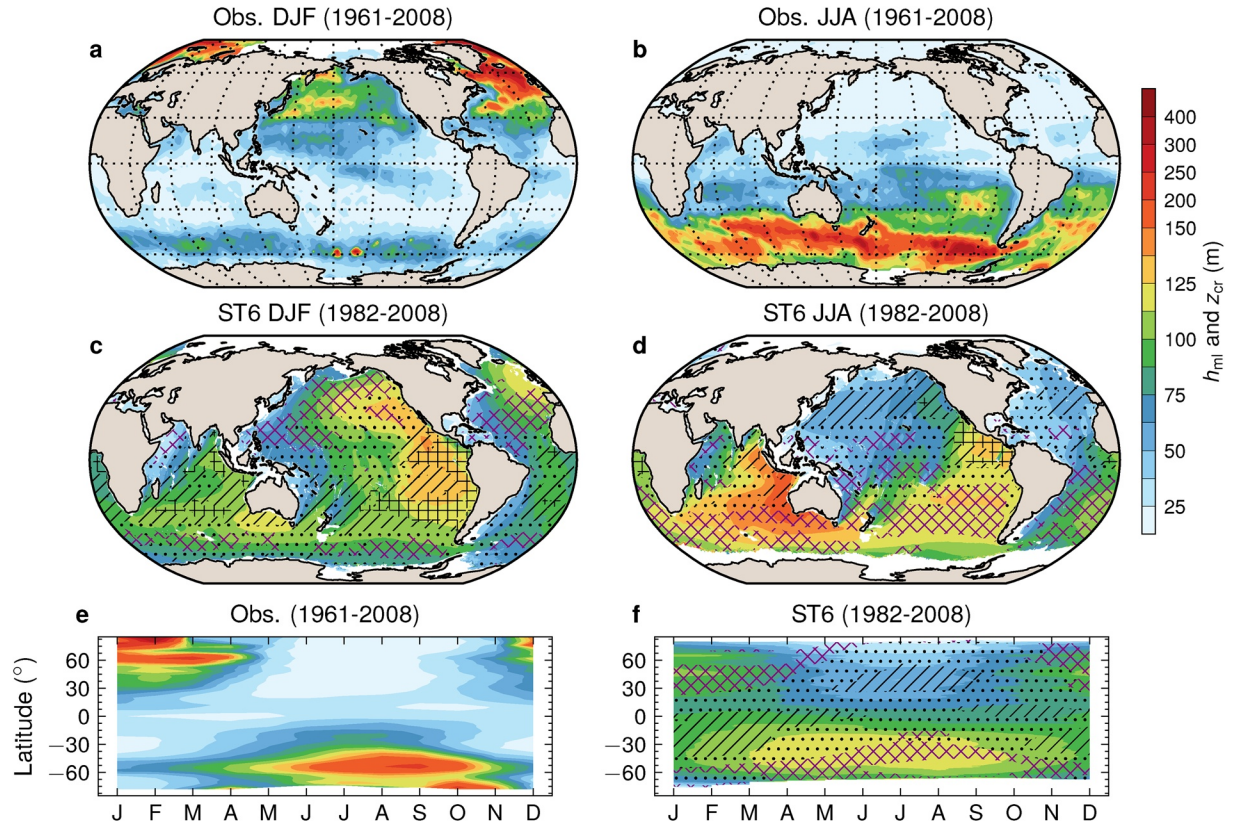 Obs. DJF (1961-2008)
Obs. JJA (1961-2008)
a
b
400
300
250
200
150
125
100
75
50
25
h_ml and z_cr (m)
ST6 DJF (1982-2008)
ST6 JJA (1982-2008)
c
d
e
Obs. (1961-2008)
f
ST6 (1982-2008)
Latitude (°)
60
30
0
−30
−60
J F M A M J J A S O N D
60
30
0
−30
−60
J F M A M J J A S O N D